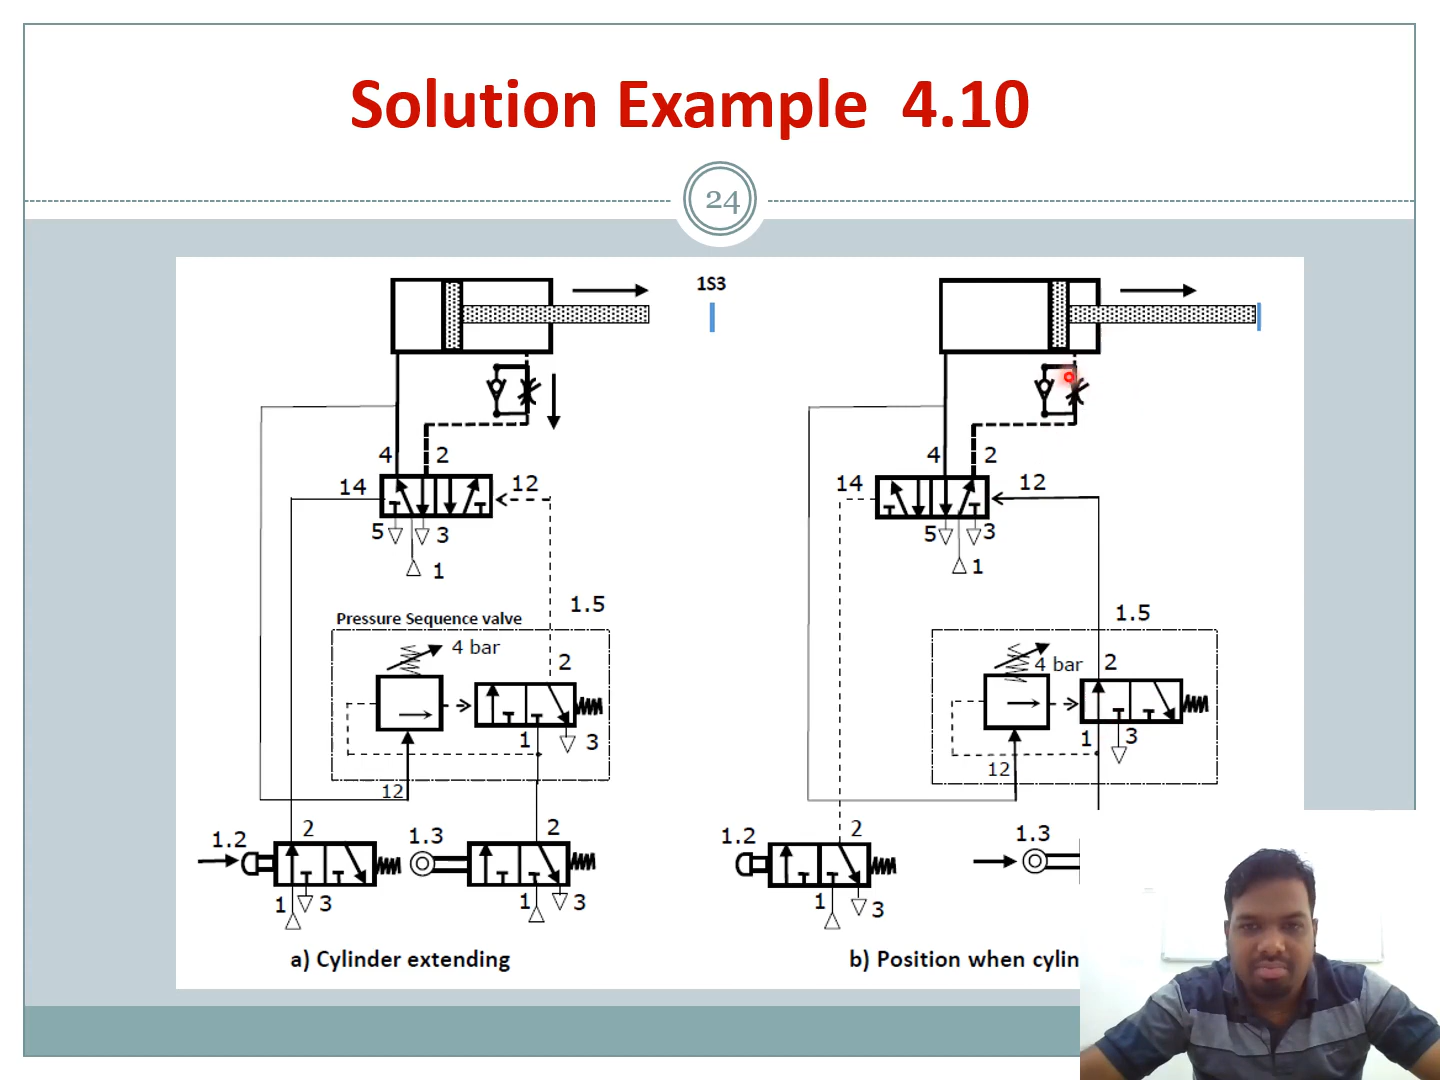 Solution Example 4.10
24
1S3
4 2
14 12
5 3
1
1.5
Pressure Sequence valve
4 bar
2
1 3
12
1.2 2 1.3 2
1 3 1 3
a) Cylinder extending
4 2
14 12
5 3
1
1.5
4 bar 2
1 3
12
1.2 2 1.3
1 3
b) Position when cylin